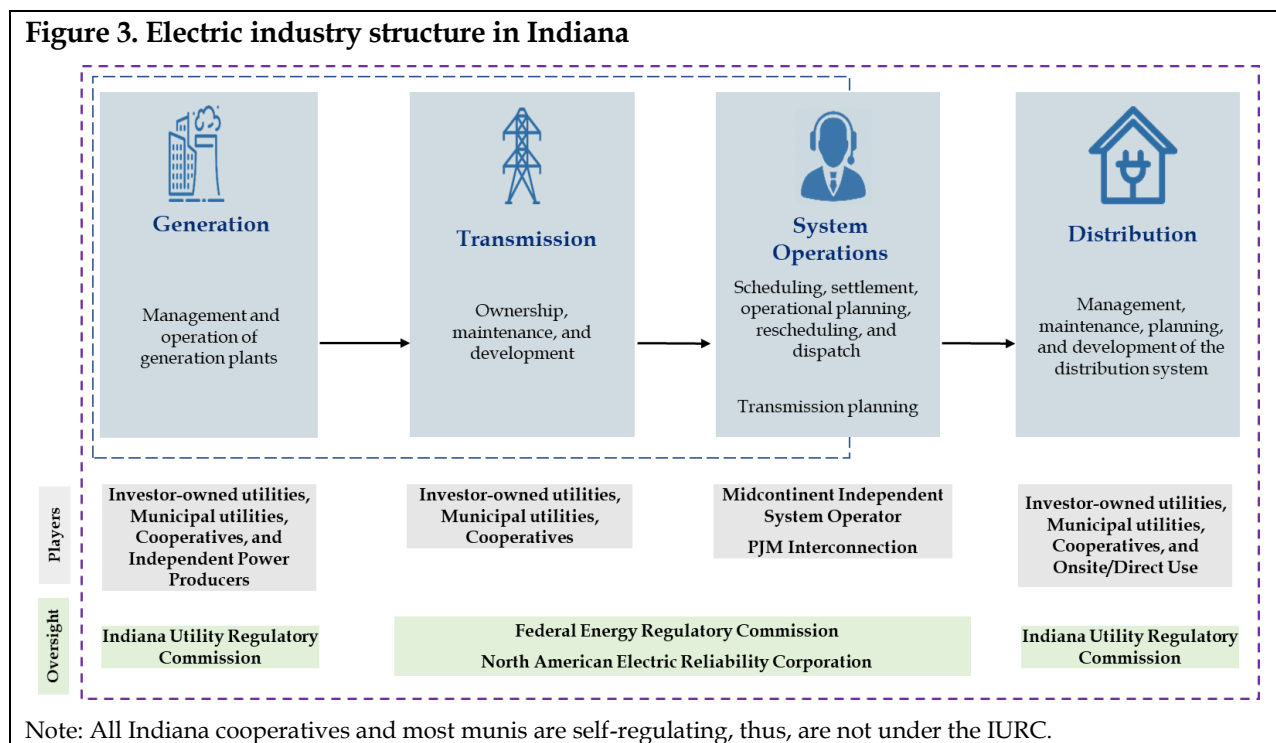 Figure 3. Electric industry structure in Indiana
Generation
Management and
operation of
generation plants
Transmission
Ownership,
maintenance, and
development
System
Operations
Scheduling, settlement,
operational planning,
rescheduling, and
dispatch
Transmission planning
Distribution
Management,
maintenance, planning,
and development of the
distribution system
Players
Investor-owned utilities,
Municipal utilities,
Cooperatives, and
Independent Power
Producers
Investor-owned utilities,
Municipal utilities,
Cooperatives
Midcontinent Independent
System Operator
PJM Interconnection
Investor-owned utilities,
Municipal utilities,
Cooperatives, and
Onsite/Direct Use
Oversight
Indiana Utility Regulatory
Commission
Federal Energy Regulatory Commission
North American Electric Reliability Corporation
Indiana Utility Regulatory
Commission
Note: All Indiana cooperatives and most munis are self-regulating, thus, are not under the IURC.